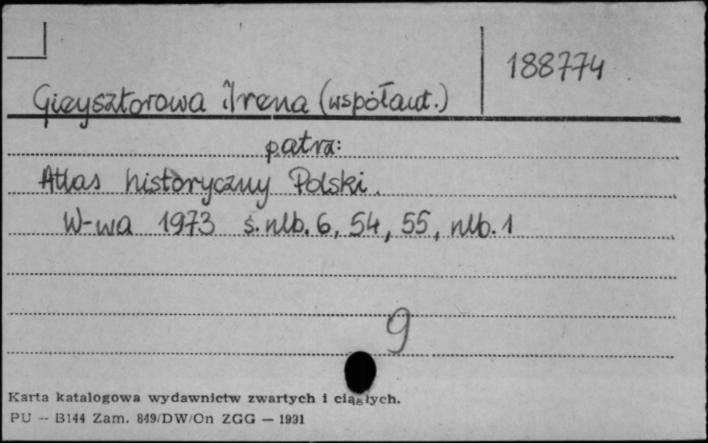 188774
Gieysztorowa Irena (współaut.)
patrz:
Atlas historyczny Polski.
W-wa 1973 s. nlb. 6, 54, 55, nlb. 1
9
Karta katalogowa wydawnictw zwartych i ciągłych.
PU — B144 Zam. 849/DW/On ZGG — 1991